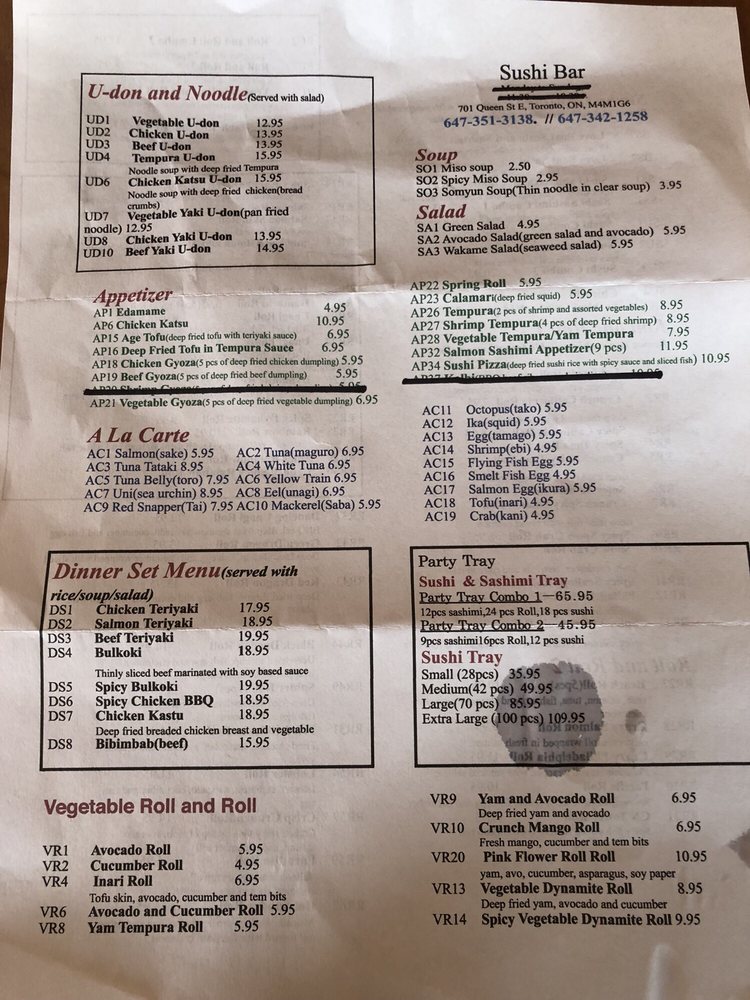 U-don and Noodle(Served with salad)
UD1 Vegetable U-don 12.95
UD2 Chicken U-don 13.95
UD3 Beef U-don 13.95
UD4 Tempura U-don 15.95
Noodle soup with deep fried Tempura
UD6 Chicken Katsu U-don 15.95
Noodle soup with deep fried chicken(bread
crumbs)
UD7 Vegetable Yaki U-don(pan fried
noodle) 12.95
UD8 Chicken Yaki U-don 13.95
UD10 Beef Yaki U-don 14.95
Sushi Bar
701 Queen St E, Toronto, ON, M4M1G6
647-351-3138. // 647-342-1258
Soup
SO1 Miso soup 2.50
SO2 Spicy Miso Soup 2.95
SO3 Somyun Soup(Thin noodle in clear soup) 3.95
Salad
SA1 Green Salad 4.95
SA2 Avocado Salad(green salad and avocado) 5.95
SA3 Wakame Salad(seaweed salad) 5.95
Appetizer
AP1 Edamame 4.95
AP6 Chicken Katsu 10.95
AP15 Age Tofu(deep fried tofu with teriyaki sauce) 6.95
AP16 Deep Fried Tofu in Tempura Sauce 6.95
AP18 Chicken Gyoza(5 pcs of deep fried chicken dumpling) 5.95
AP19 Beef Gyoza(5 pcs of deep fried beef dumpling) 5.95
AP21 Vegetable Gyoza(5 pcs of deep fried vegetable dumpling) 6.95
AP22 Spring Roll 5.95
AP23 Calamari(deep fried squid) 5.95
AP26 Tempura(2 pcs of shrimp and assorted vegetables) 8.95
AP27 Shrimp Tempura(4 pcs of deep fried shrimp) 8.95
AP28 Vegetable Tempura/Yam Tempura 7.95
AP32 Salmon Sashimi Appetizer(9 pcs) 11.95
AP34 Sushi Pizza(deep fried sushi rice with spicy sauce and sliced fish) 10.95
A La Carte
AC1 Salmon(sake) 5.95 AC2 Tuna(maguro) 6.95
AC3 Tuna Tataki 8.95 AC4 White Tuna 6.95
AC5 Tuna Belly(toro) 7.95 AC6 Yellow Train 6.95
AC7 Uni(sea urchin) 8.95 AC8 Eel(unagi) 6.95
AC9 Red Snapper(Tai) 7.95 AC10 Mackerel(Saba) 5.95
AC11 Octopus(tako) 5.95
AC12 Ika(squid) 5.95
AC13 Egg(tamago) 5.95
AC14 Shrimp(ebi) 4.95
AC15 Flying Fish Egg 5.95
AC16 Smelt Fish Egg 4.95
AC17 Salmon Egg(ikura) 5.95
AC18 Tofu(inari) 4.95
AC19 Crab(kani) 4.95
Dinner Set Menu(served with
rice/soup/salad)
DS1 Chicken Teriyaki 17.95
DS2 Salmon Teriyaki 18.95
DS3 Beef Teriyaki 19.95
DS4 Bulkoki 18.95
Thinly sliced beef marinated with soy based sauce
DS5 Spicy Bulkoki 19.95
DS6 Spicy Chicken BBQ 18.95
DS7 Chicken Kastu 18.95
Deep fried breaded chicken breast and vegetable
DS8 Bibimbab(beef) 15.95
Party Tray
Sushi & Sashimi Tray
Party Tray Combo 1—65.95
12pcs sashimi,24 pcs Roll,18 pcs sushi
Party Tray Combo 2—45.95
9pcs sashimi16pcs Roll,12 pcs sushi
Sushi Tray
Small (28pcs) 35.95
Medium(42 pcs) 49.95
Large(70 pcs) 85.95
Extra Large (100 pcs) 109.95
Vegetable Roll and Roll
VR1 Avocado Roll 5.95
VR2 Cucumber Roll 4.95
VR4 Inari Roll 6.95
Tofu skin, avocado, cucumber and tem bits
VR6 Avocado and Cucumber Roll 5.95
VR8 Yam Tempura Roll 5.95
VR9 Yam and Avocado Roll 6.95
Deep fried yam and avocado
VR10 Crunch Mango Roll 6.95
Fresh mango, cucumber and tem bits
VR20 Pink Flower Roll Roll 10.95
yam, avo, cucumber, asparagus, soy paper
VR13 Vegetable Dynamite Roll 8.95
Deep fried yam, avocado and cucumber
VR14 Spicy Vegetable Dynamite Roll 9.95